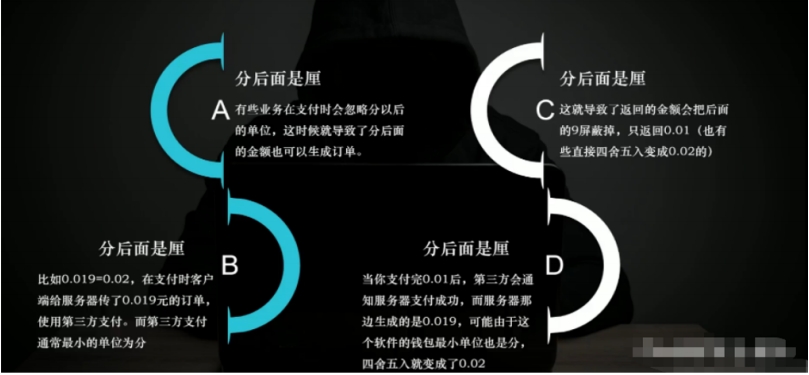 分后面是厘
A
有些业务在支付时会忽略分以后
的单位，这时候就导致了分后面
的金额也可以生成订单。
分后面是厘
B
比如0.019=0.02，在支付时客户
端给服务器传了0.019元的订单，
使用第三方支付。而第三方支付
通常最小的单位为分
分后面是厘
C
这就导致了返回的金额会把后面
的9屏蔽掉，只返回0.01（也有
些直接四舍五入变成0.02的）
分后面是厘
D
当你支付完0.01后，第三方会通
知服务器支付成功，而服务器那
边生成的是0.019，可能由于这
个软件的钱包最小单位也是分，
四舍五入就变成了0.02